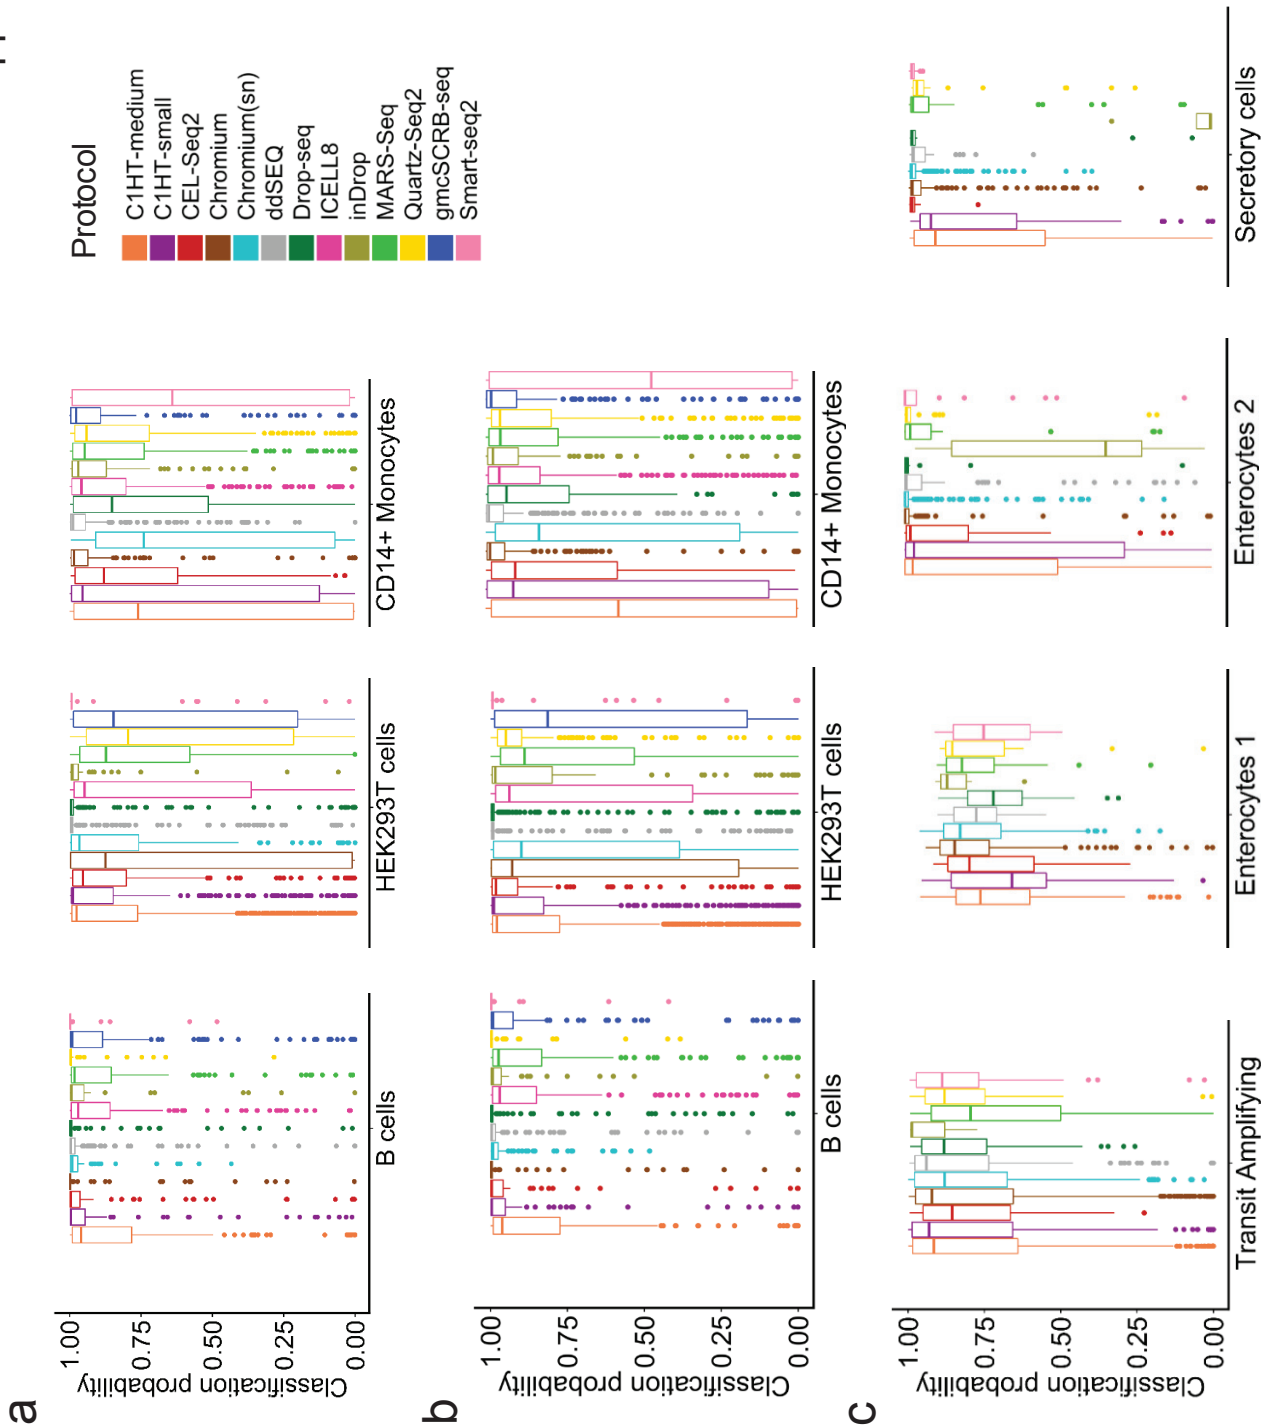 a
Classification probability
1.00
0.75
0.50
0.25
0.00
B cells
HEK293T cells
CD14+ Monocytes
Protocol
C1HT-medium
C1HT-small
CEL-Seq2
Chromium
Chromium(sn)
ddSEQ
Drop-seq
ICELL8
inDrop
MARS-Seq
Quartz-Seq2
gmcSCRB-seq
Smart-seq2
b
Classification probability
1.00
0.75
0.50
0.25
0.00
B cells
HEK293T cells
CD14+ Monocytes
c
Classification probability
1.00
0.75
0.50
0.25
0.00
Transit Amplifying
Enterocytes 1
Enterocytes 2
Secretory cells